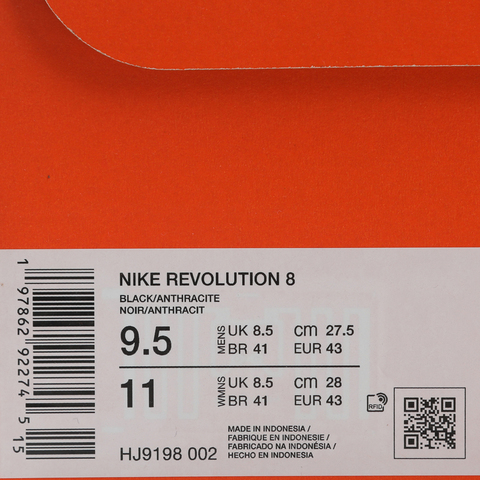 NIKE REVOLUTION 8
BLACK/ANTHRACITE
NOIR/ANTHRACIT
9.5 MENS UK 8.5 cm 27.5
BR 41 EUR 43
11 WMNS UK 8.5 cm 28
BR 41 EUR 43
RFID
HJ9198 002
MADE IN INDONESIA /
FABRIQUE EN INDONESIE /
FABRICADO NA INDONÉSIA /
HECHO EN INDONESIA
1 97862 92274 5 15